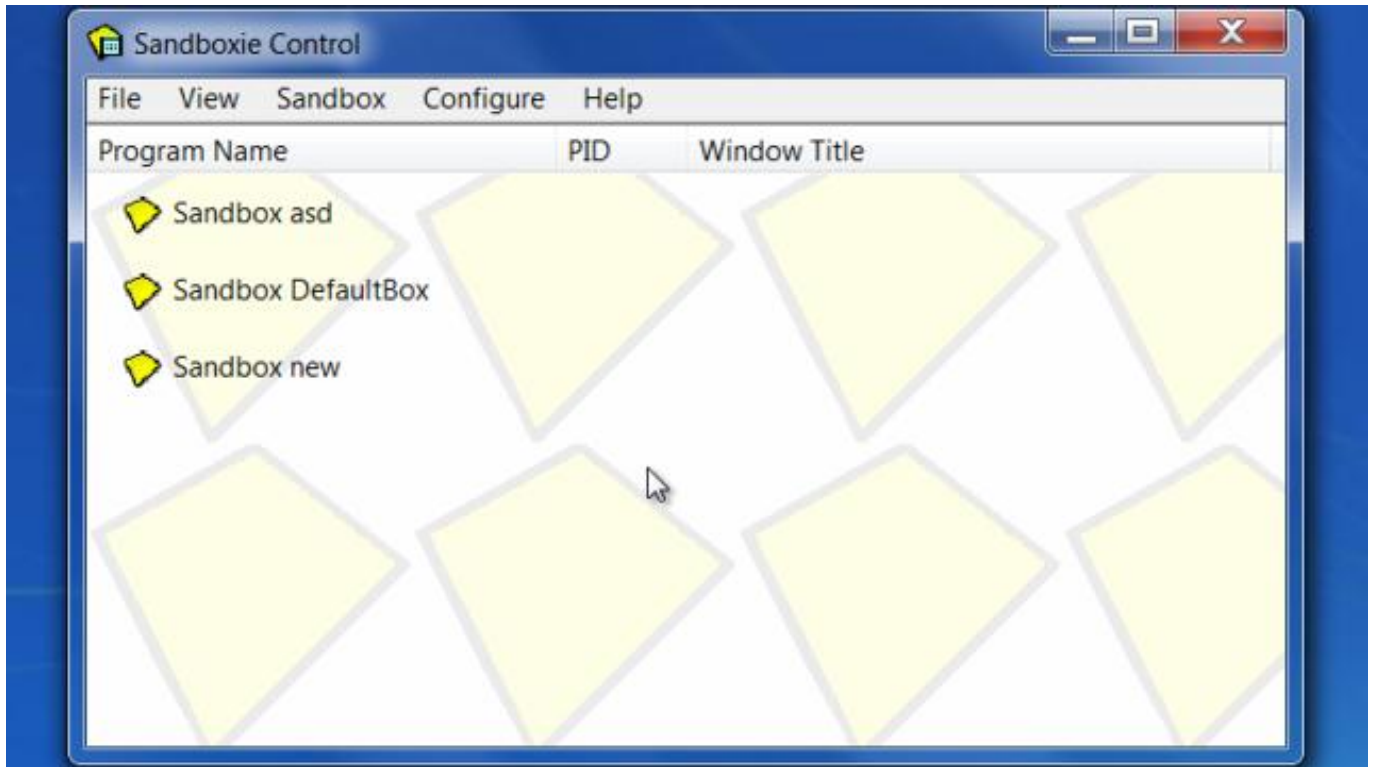 Sandboxie Control
File View Sandbox Configure Help
Program Name PID Window Title
Sandbox asd
Sandbox DefaultBox
Sandbox new